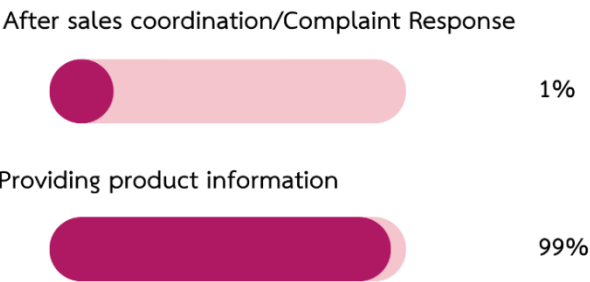 After sales coordination/Complaint Response
1%
Providing product information
99%